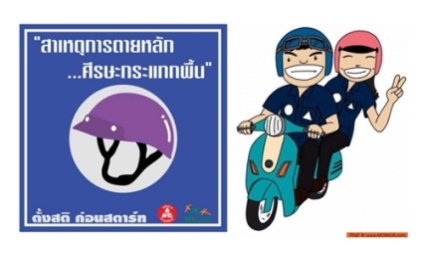 "สาเหตุการตายหลัก
...ศีรษะกระแทกพื้น"
ตั้งสติ ก่อนสตาร์ท